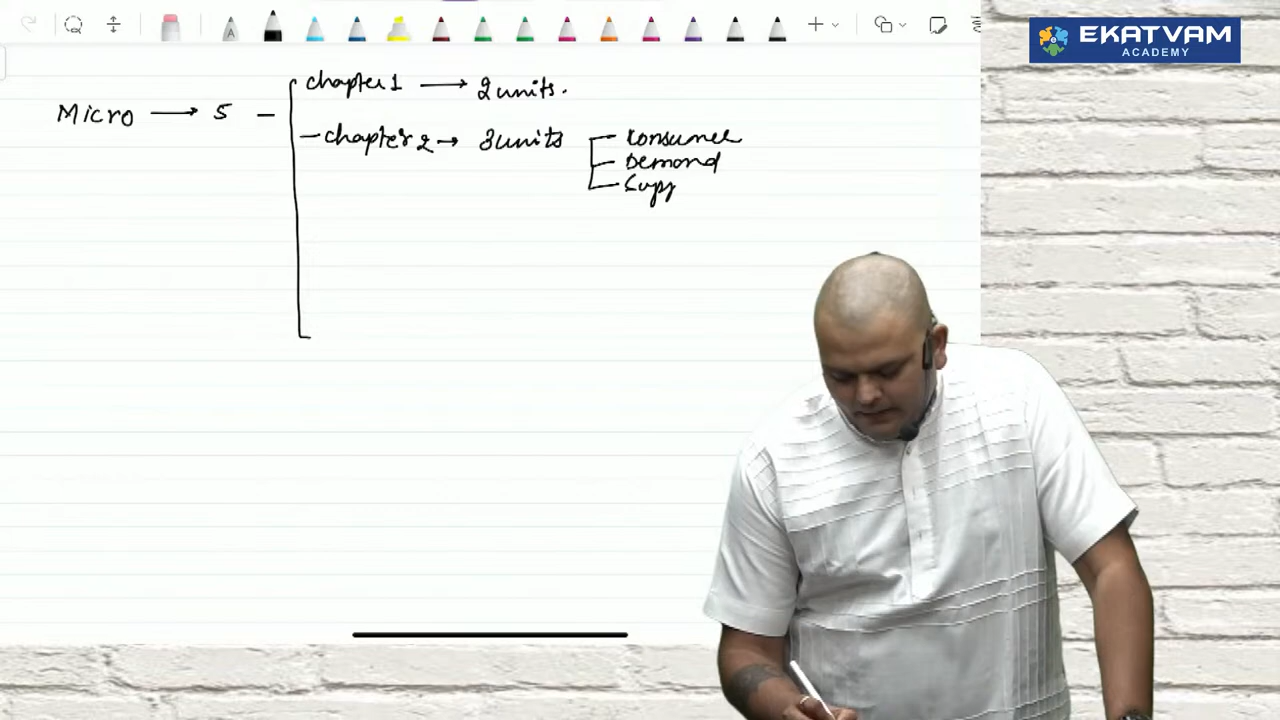 EKATVAM
ACADEMY
Micro → 5 -
chapter 1 → 2 units.
- chapter 2 → 3 units
Consumer
Demand
Supp